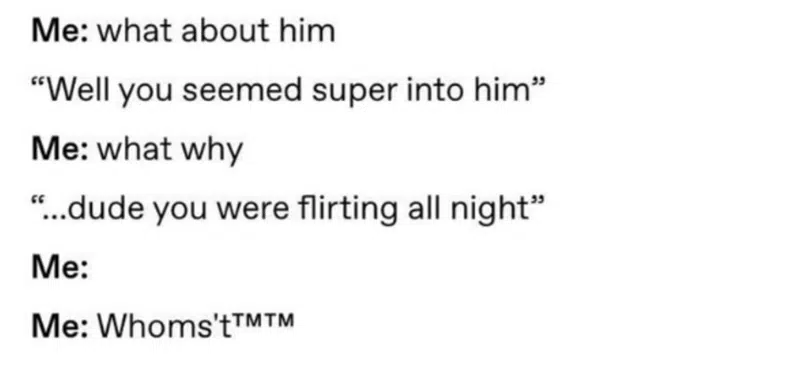 Me: what about him
“Well you seemed super into him”
Me: what why
“...dude you were flirting all night”
Me:
Me: Whoms't™™